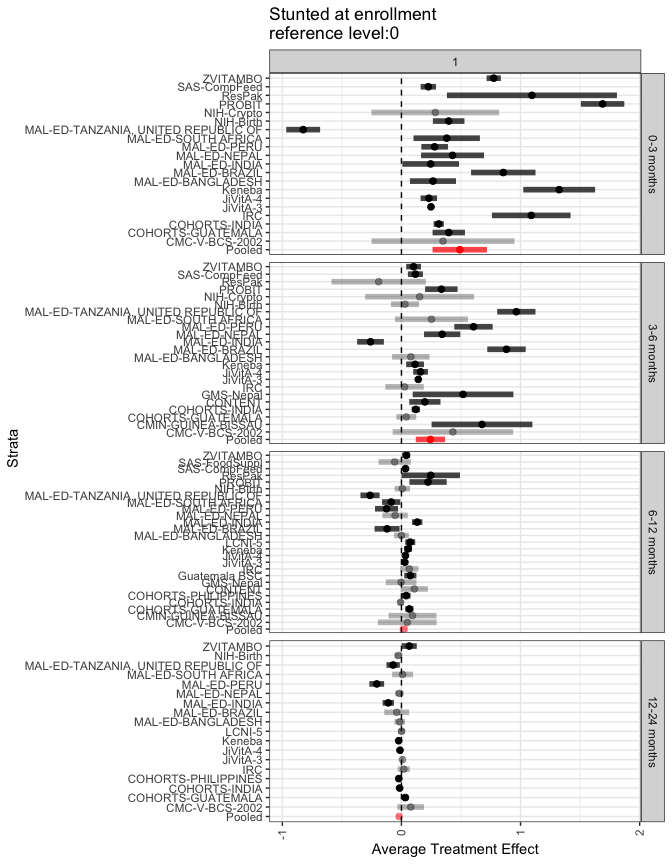 Stunted at enrollment
reference level:0
1
ZVITAMBO
SAS-CompFeed
ResPak
PROBIT
NIH-Crypto
NIH-Birth
MAL-ED-TANZANIA, UNITED REPUBLIC OF
MAL-ED-SOUTH AFRICA
MAL-ED-PERU
MAL-ED-NEPAL
MAL-ED-INDIA
MAL-ED-BRAZIL
MAL-ED-BANGLADESH
Keneba
JiVitA-4
JiVitA-3
IRC
COHORTS-INDIA
COHORTS-GUATEMALA
CMC-V-BCS-2002
Pooled
0-3 months
ZVITAMBO
SAS-CompFeed
ResPak
PROBIT
NIH-Crypto
NIH-Birth
MAL-ED-TANZANIA, UNITED REPUBLIC OF
MAL-ED-SOUTH AFRICA
MAL-ED-PERU
MAL-ED-NEPAL
MAL-ED-INDIA
MAL-ED-BRAZIL
MAL-ED-BANGLADESH
Keneba
JiVitA-4
JiVitA-3
IRC
GMS-Nepal
CONTENT
COHORTS-INDIA
COHORTS-GUATEMALA
CMIN-GUINEA-BISSAU
CMC-V-BCS-2002
Pooled
3-6 months
ZVITAMBO
SAS-FoodSuppl
SAS-CompFeed
ResPak
PROBIT
NIH-Birth
MAL-ED-TANZANIA, UNITED REPUBLIC OF
MAL-ED-SOUTH AFRICA
MAL-ED-PERU
MAL-ED-NEPAL
MAL-ED-INDIA
MAL-ED-BRAZIL
MAL-ED-BANGLADESH
LCNI-5
Keneba
JiVitA-4
JiVitA-3
IRC
Guatemala BSC
GMS-Nepal
CONTENT
COHORTS-PHILIPPINES
COHORTS-INDIA
COHORTS-GUATEMALA
CMIN-GUINEA-BISSAU
CMC-V-BCS-2002
Pooled
6-12 months
ZVITAMBO
NIH-Birth
MAL-ED-TANZANIA, UNITED REPUBLIC OF
MAL-ED-SOUTH AFRICA
MAL-ED-PERU
MAL-ED-NEPAL
MAL-ED-INDIA
MAL-ED-BRAZIL
MAL-ED-BANGLADESH
LCNI-5
Keneba
JiVitA-4
JiVitA-3
IRC
COHORTS-PHILIPPINES
COHORTS-INDIA
COHORTS-GUATEMALA
CMC-V-BCS-2002
Pooled
12-24 months
Strata
-1
0
1
2
Average Treatment Effect